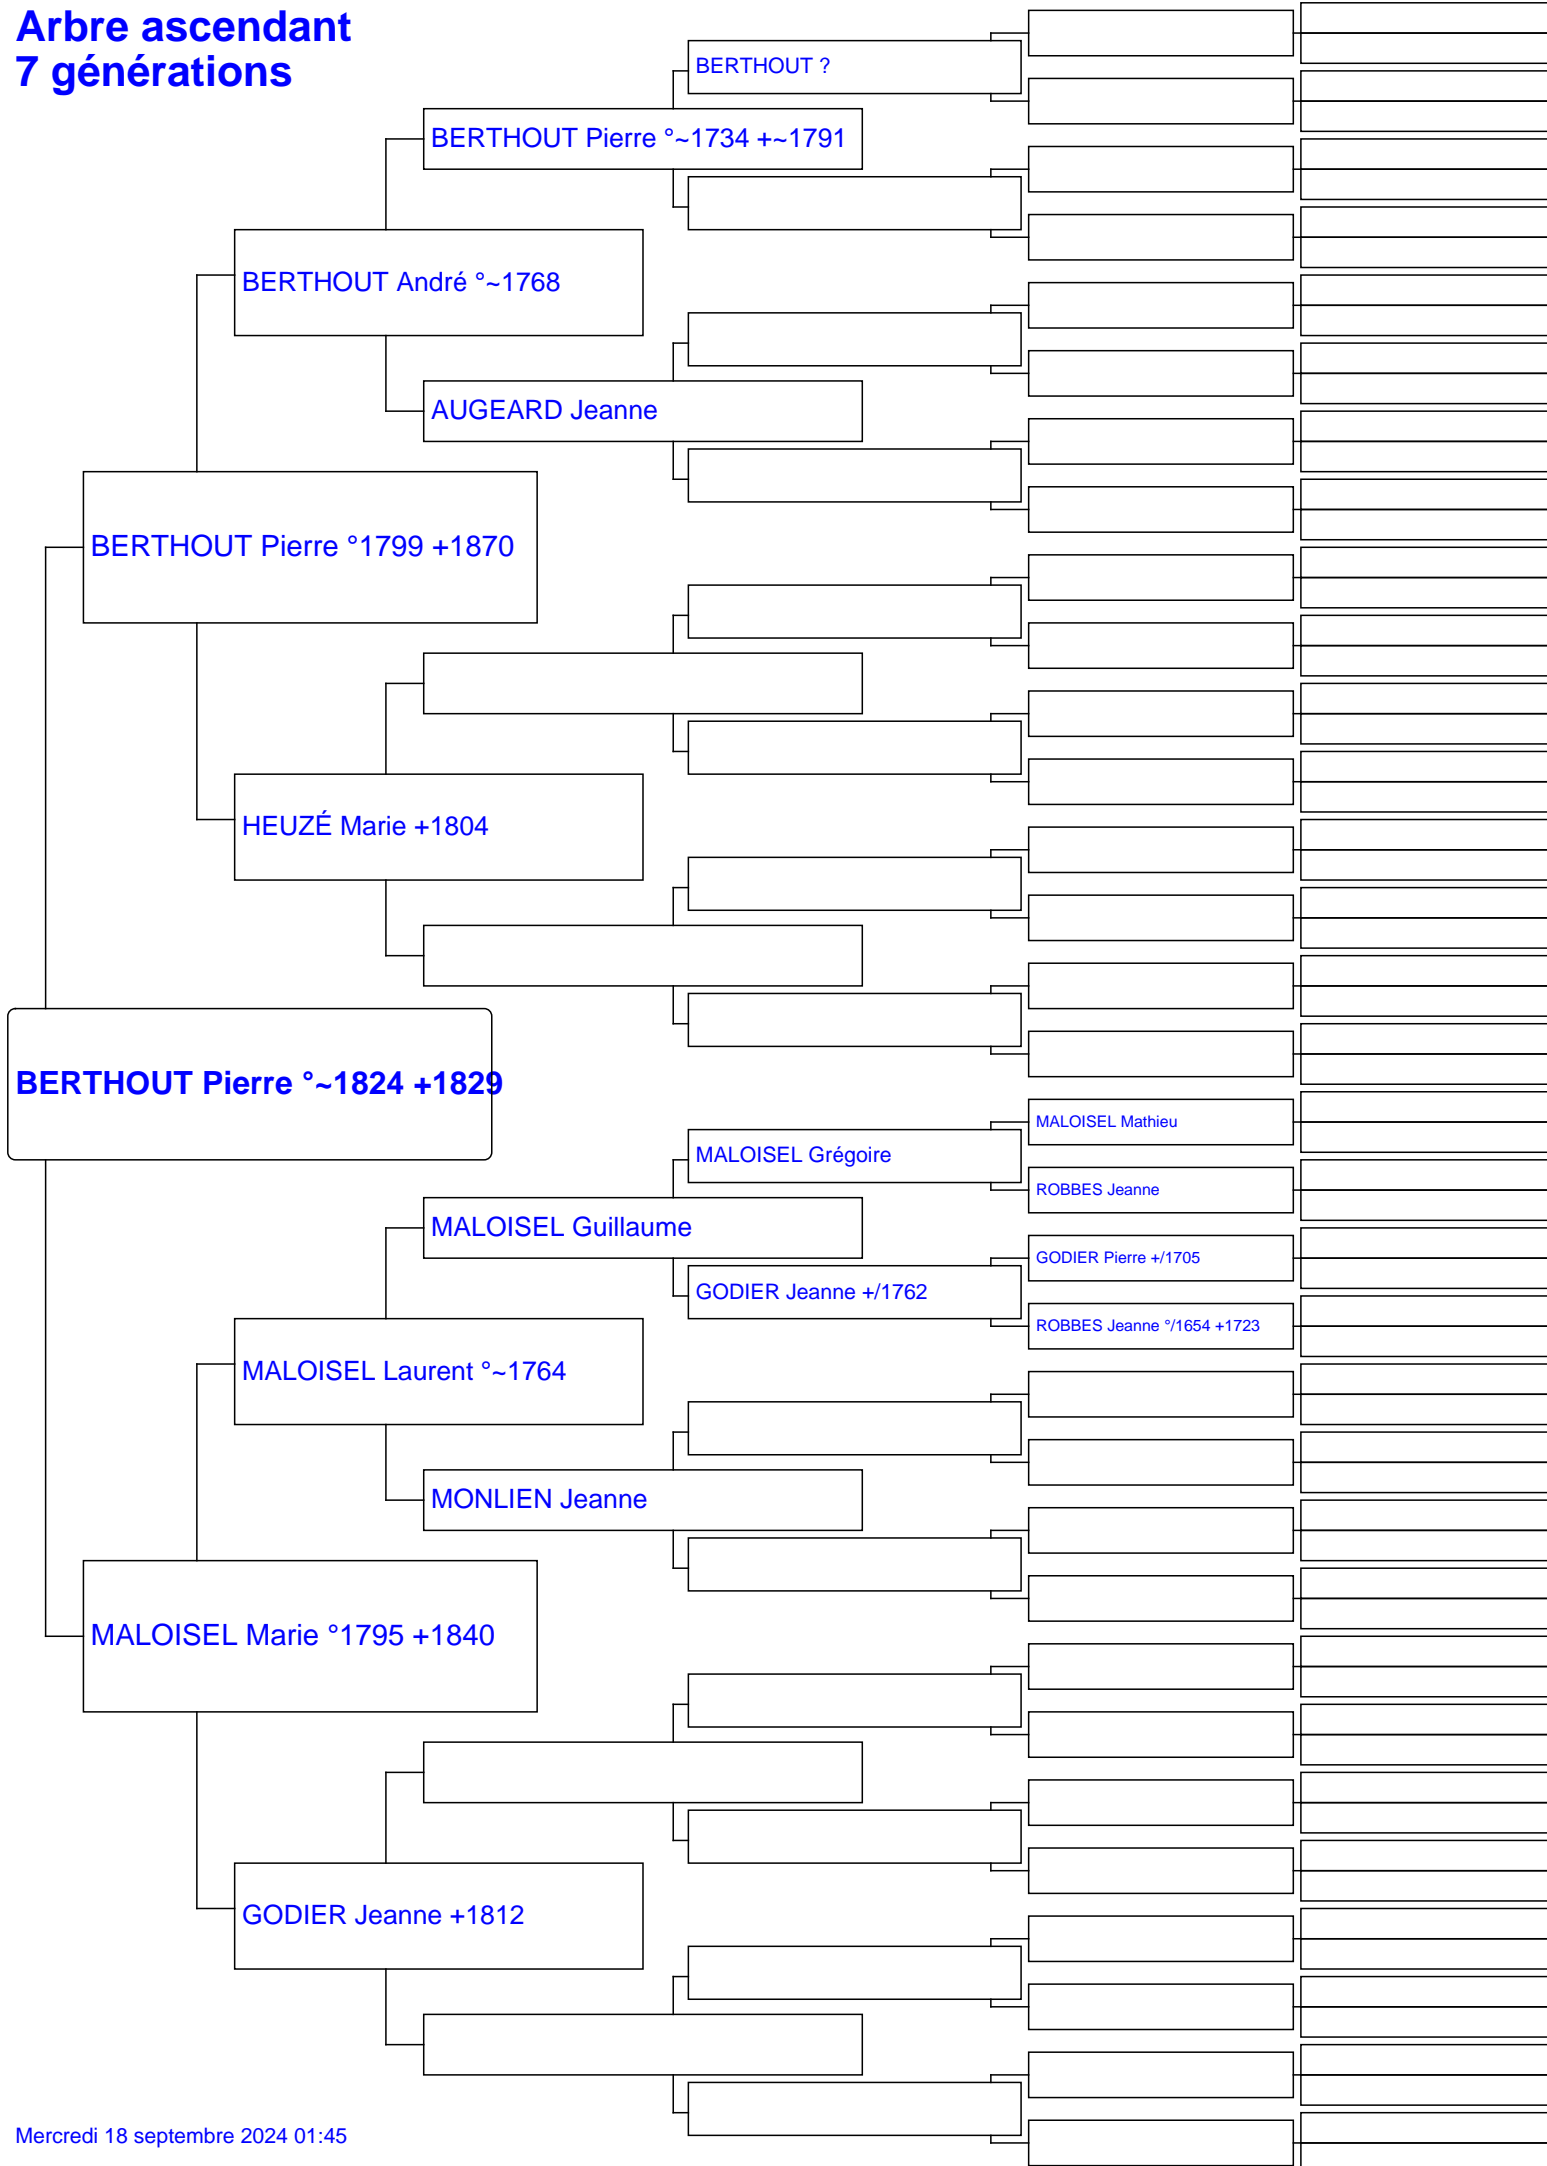 Arbre ascendant
7 générations
BERTHOUT ?
BERTHOUT Pierre °~1734 +~1791
BERTHOUT André °~1768
AUGEARD Jeanne
BERTHOUT Pierre °1799 +1870
HEUZÉ Marie +1804
BERTHOUT Pierre °~1824 +1829
MALOISEL Mathieu
MALOISEL Grégoire
ROBBES Jeanne
MALOISEL Guillaume
GODIER Pierre +/1705
GODIER Jeanne +/1762
ROBBES Jeanne °/1654 +1723
MALOISEL Laurent °~1764
MONLIEN Jeanne
MALOISEL Marie °1795 +1840
GODIER Jeanne +1812
Mercredi 18 septembre 2024 01:45